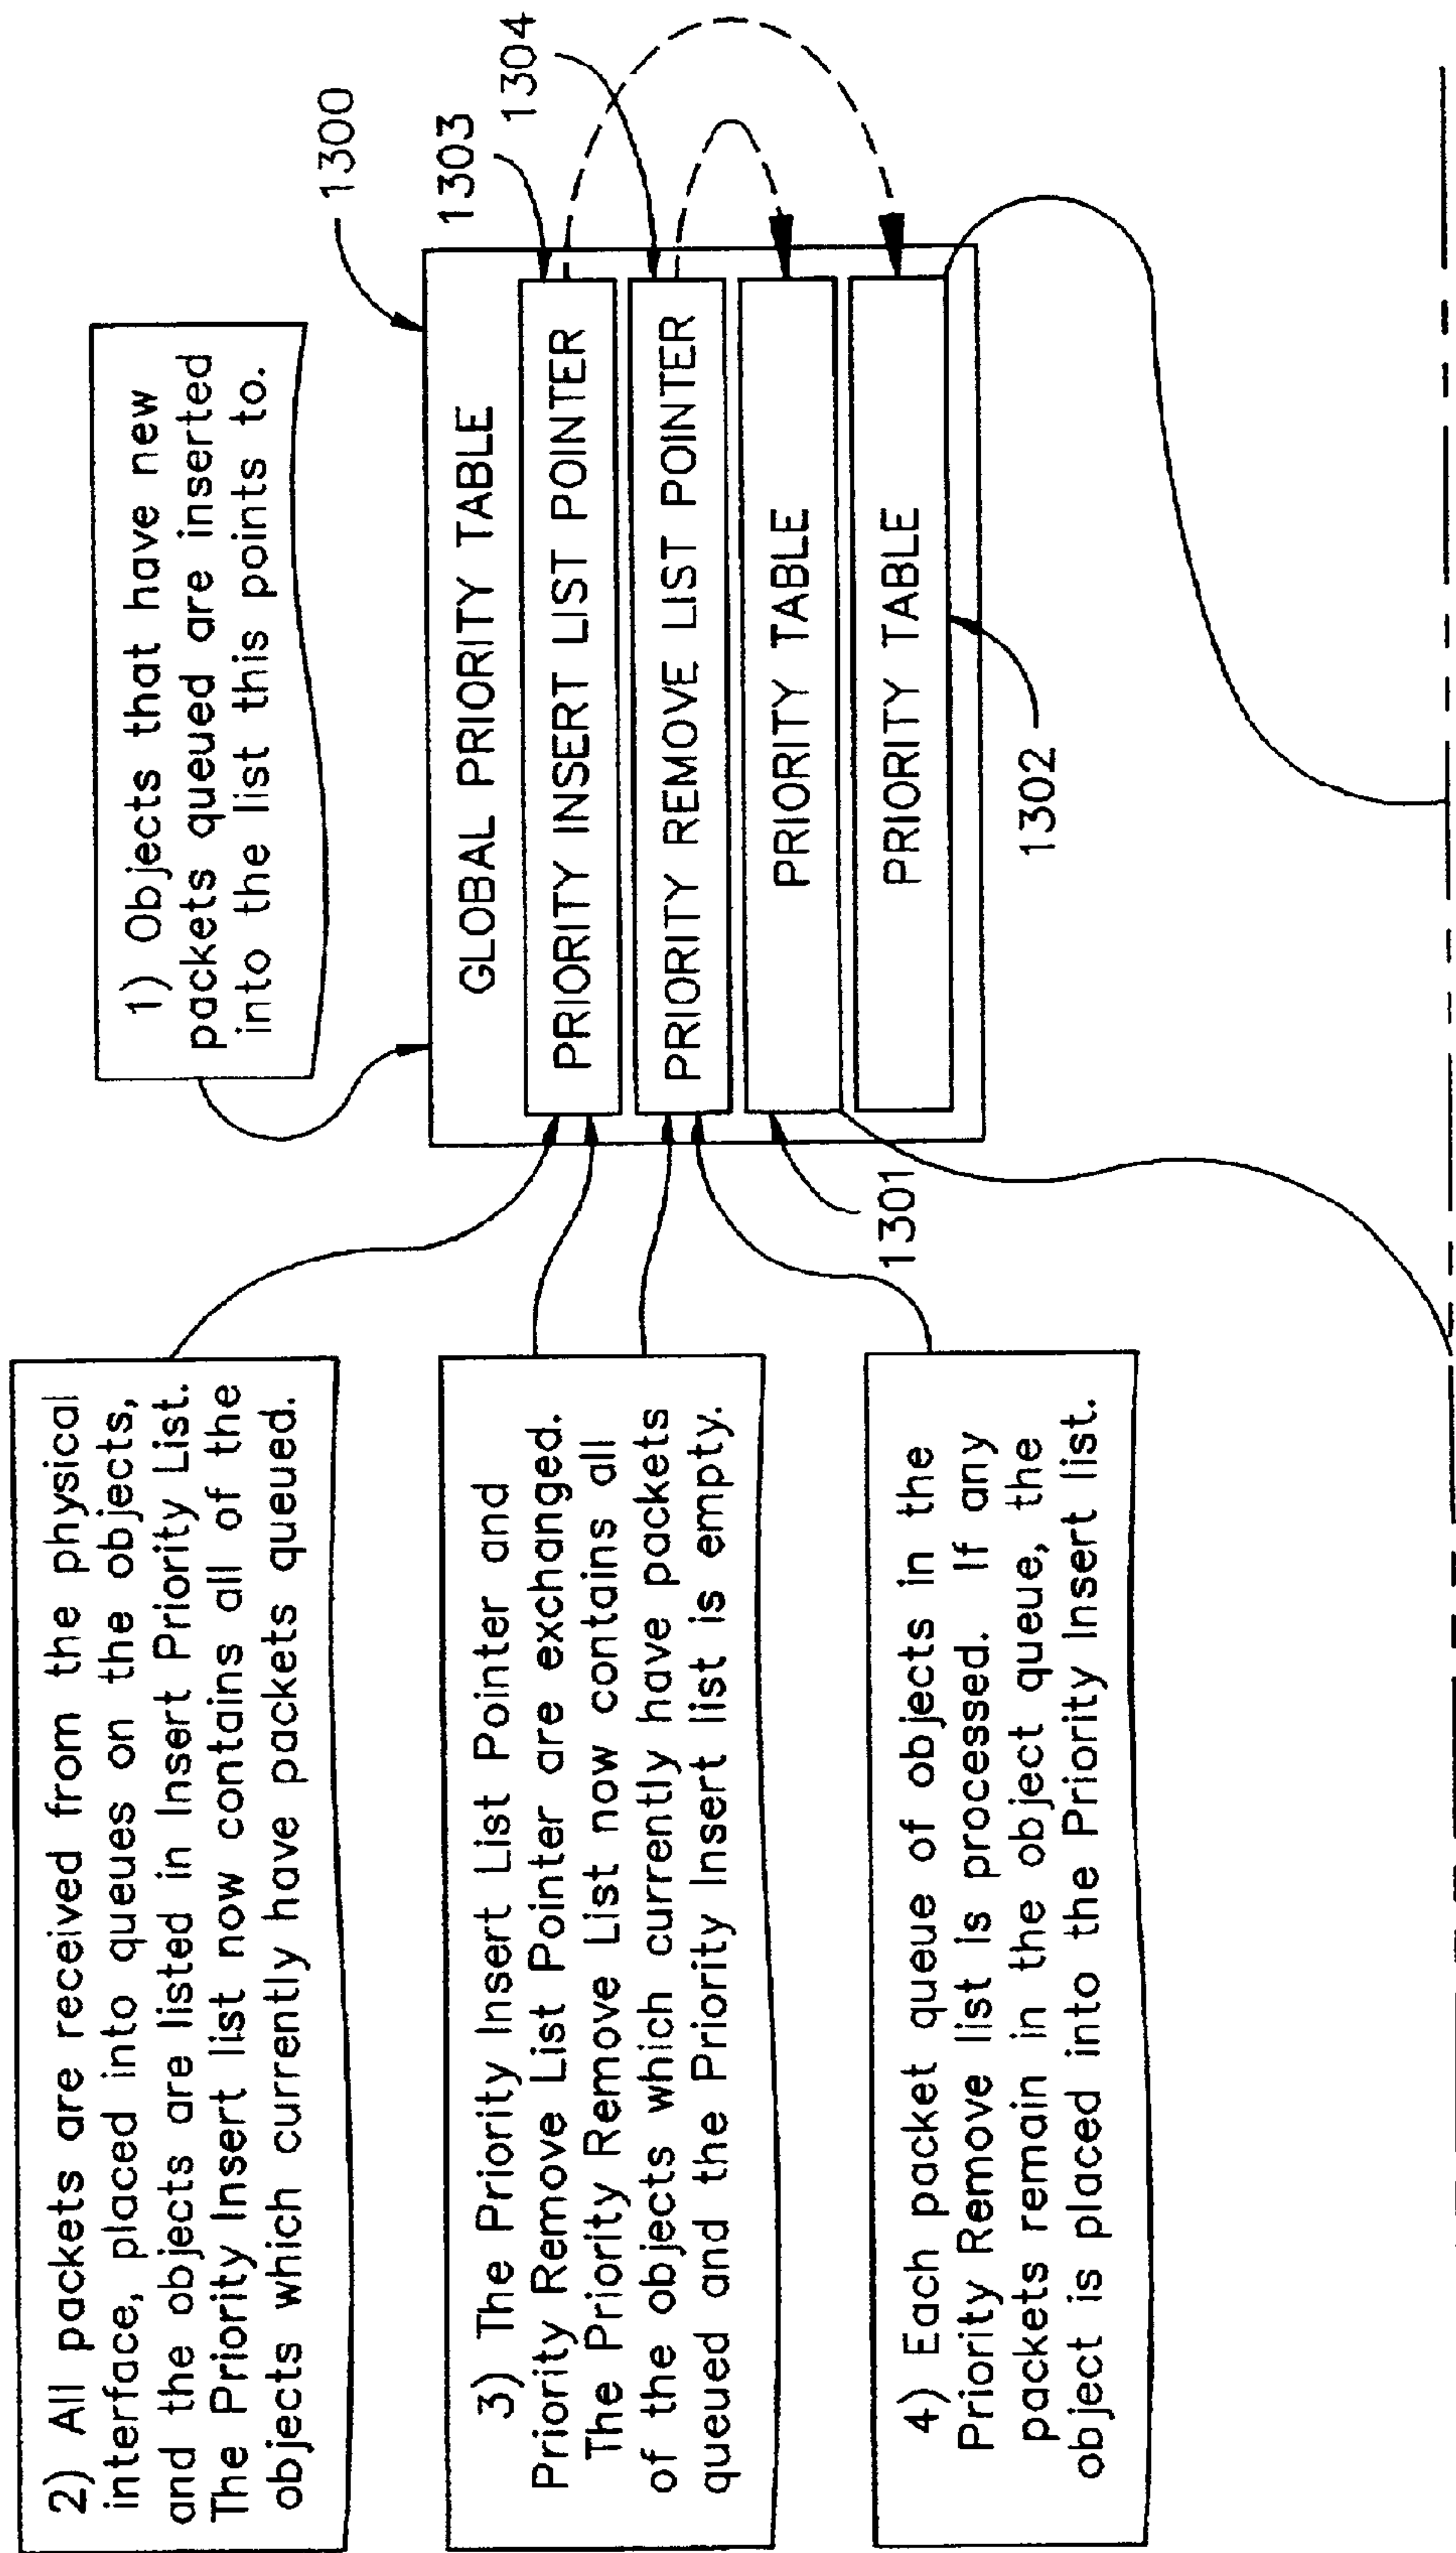 1) Objects that have new
packets queued are inserted
into the list this points to.
2) All packets are received from the physical
interface, placed into queues on the objects,
and the objects are listed in Insert Priority List.
The Priority Insert list now contains all of the
objects which currently have packets queued.
3) The Priority Insert List Pointer and
Priority Remove List Pointer are exchanged.
The Priority Remove List now contains all
of the objects which currently have packets
queued and the Priority Insert list is empty.
4) Each packet queue of objects in the
Priority Remove list is processed. If any
packets remain in the object queue, the
object is placed into the Priority Insert list.
1300
GLOBAL PRIORITY TABLE
1303
PRIORITY INSERT LIST POINTER
1304
PRIORITY REMOVE LIST POINTER
PRIORITY TABLE
1301
PRIORITY TABLE
1302